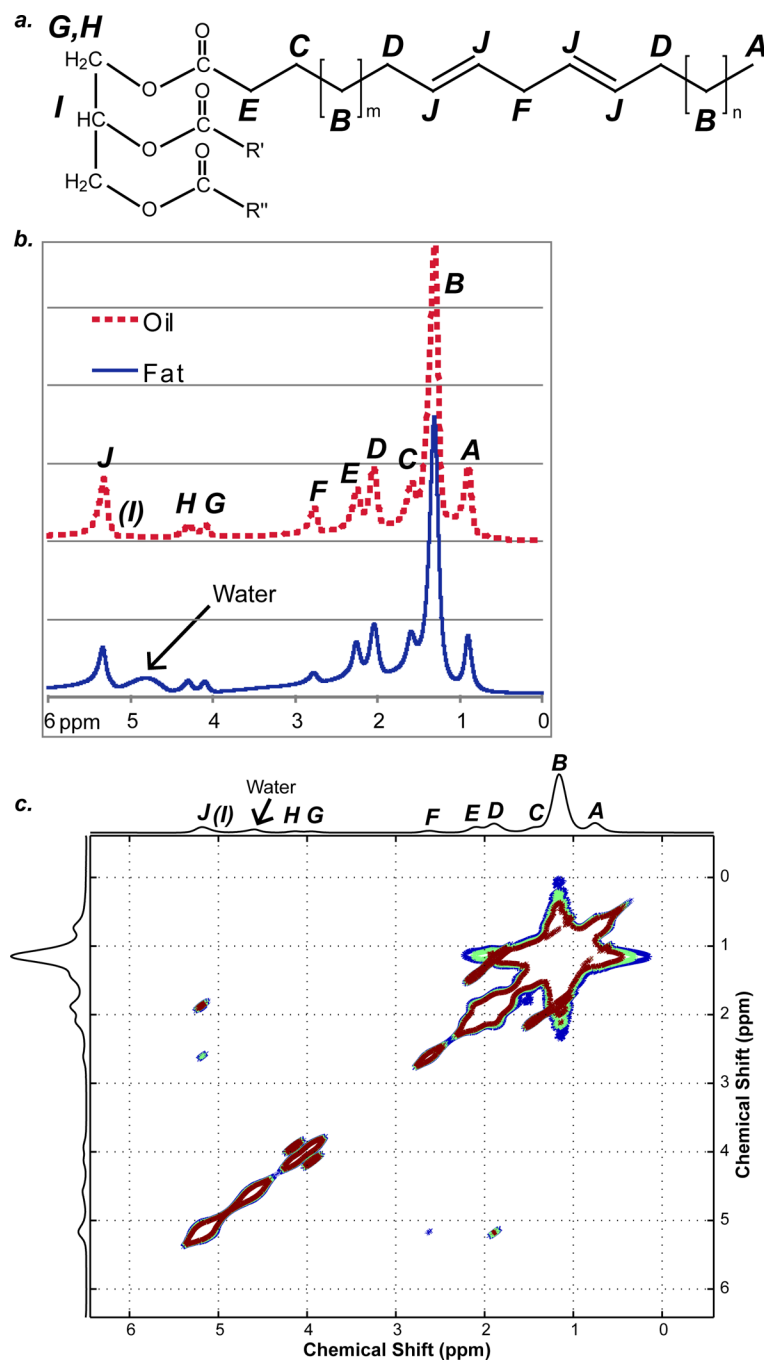 a.
G,H
O
O
C
D
J
J
D
A
H2C
O
C
E
[B]m
J
F
J
[B]n
I
HC
O
O
C
R'
O
H2C
O
C
R"
b.
B
Oil
Fat
J
(I)
H
G
F
E
D
C
A
Water
6 ppm 5 4 3 2 1 0
c.
Water
B
J (I) H G F E D C A
0
1
2
3
4
5
6
Chemical Shift (ppm)
6 5 4 3 2 1 0
Chemical Shift (ppm)